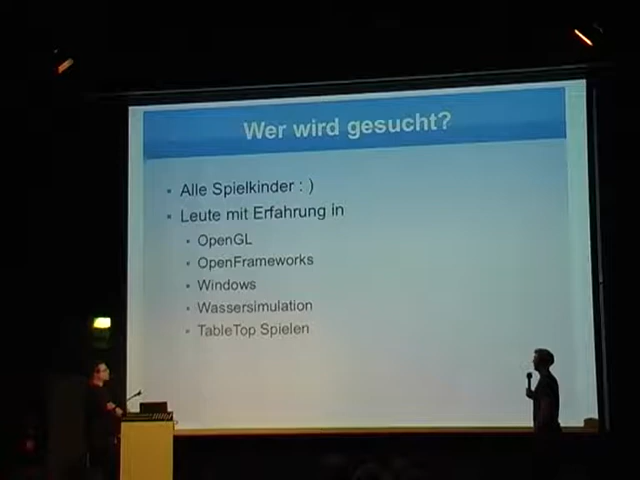 Wer wird gesucht?
Alle Spielkinder : )
Leute mit Erfahrung in
OpenGL
OpenFrameworks
Windows
Wassersimulation
TableTop Spielen